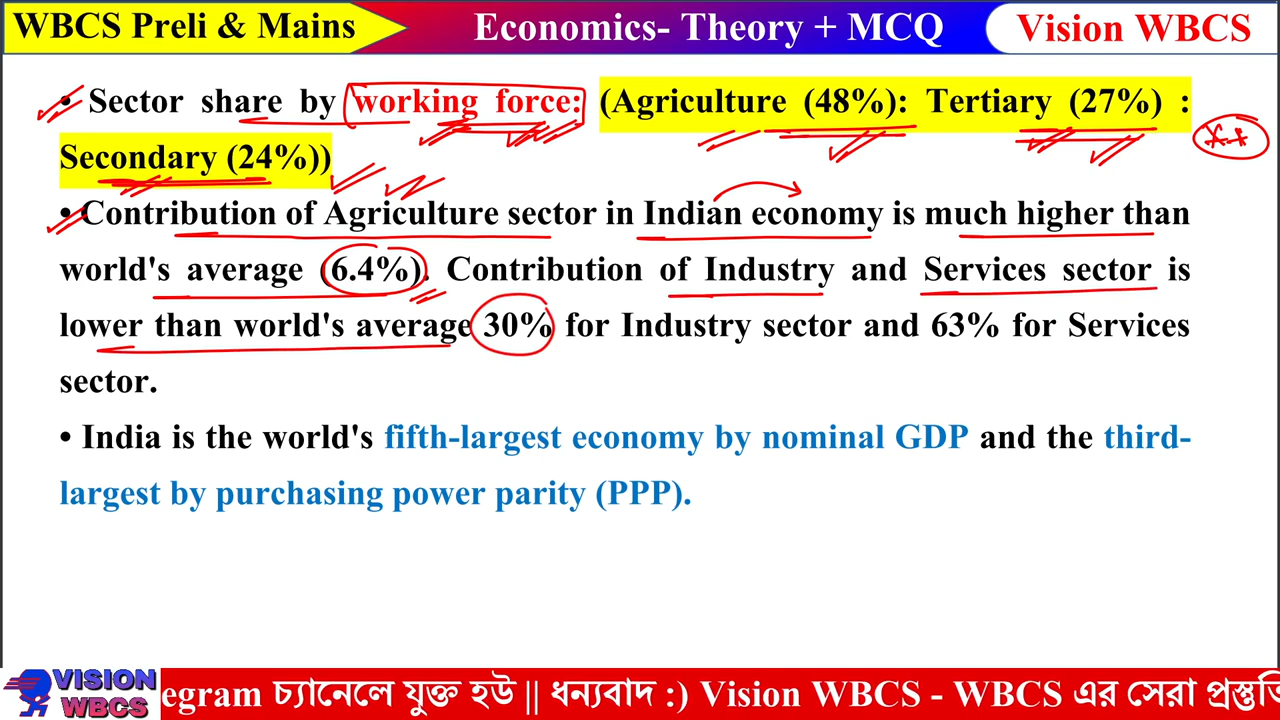 WBCS Preli & Mains
Economics- Theory + MCQ
Vision WBCS
• Sector share by working force: (Agriculture (48%): Tertiary (27%) :
Secondary (24%))
• Contribution of Agriculture sector in Indian economy is much higher than
world's average (6.4%). Contribution of Industry and Services sector is
lower than world's average 30% for Industry sector and 63% for Services
sector.
• India is the world's fifth-largest economy by nominal GDP and the third-
largest by purchasing power parity (PPP).
VISION
WBCS
egram চ্যানেলে যুক্ত হউ || ধন্যবাদ :) Vision WBCS - WBCS এর সেরা প্রস্তুতি